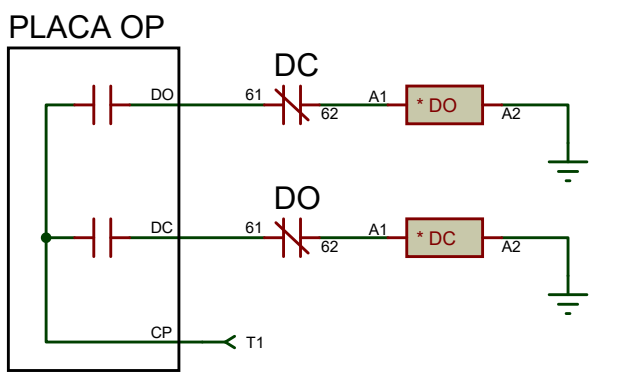 PLACA OP
DC
DO 61 62 A1 * DO A2
DO
DC 61 62 A1 * DC A2
CP T1